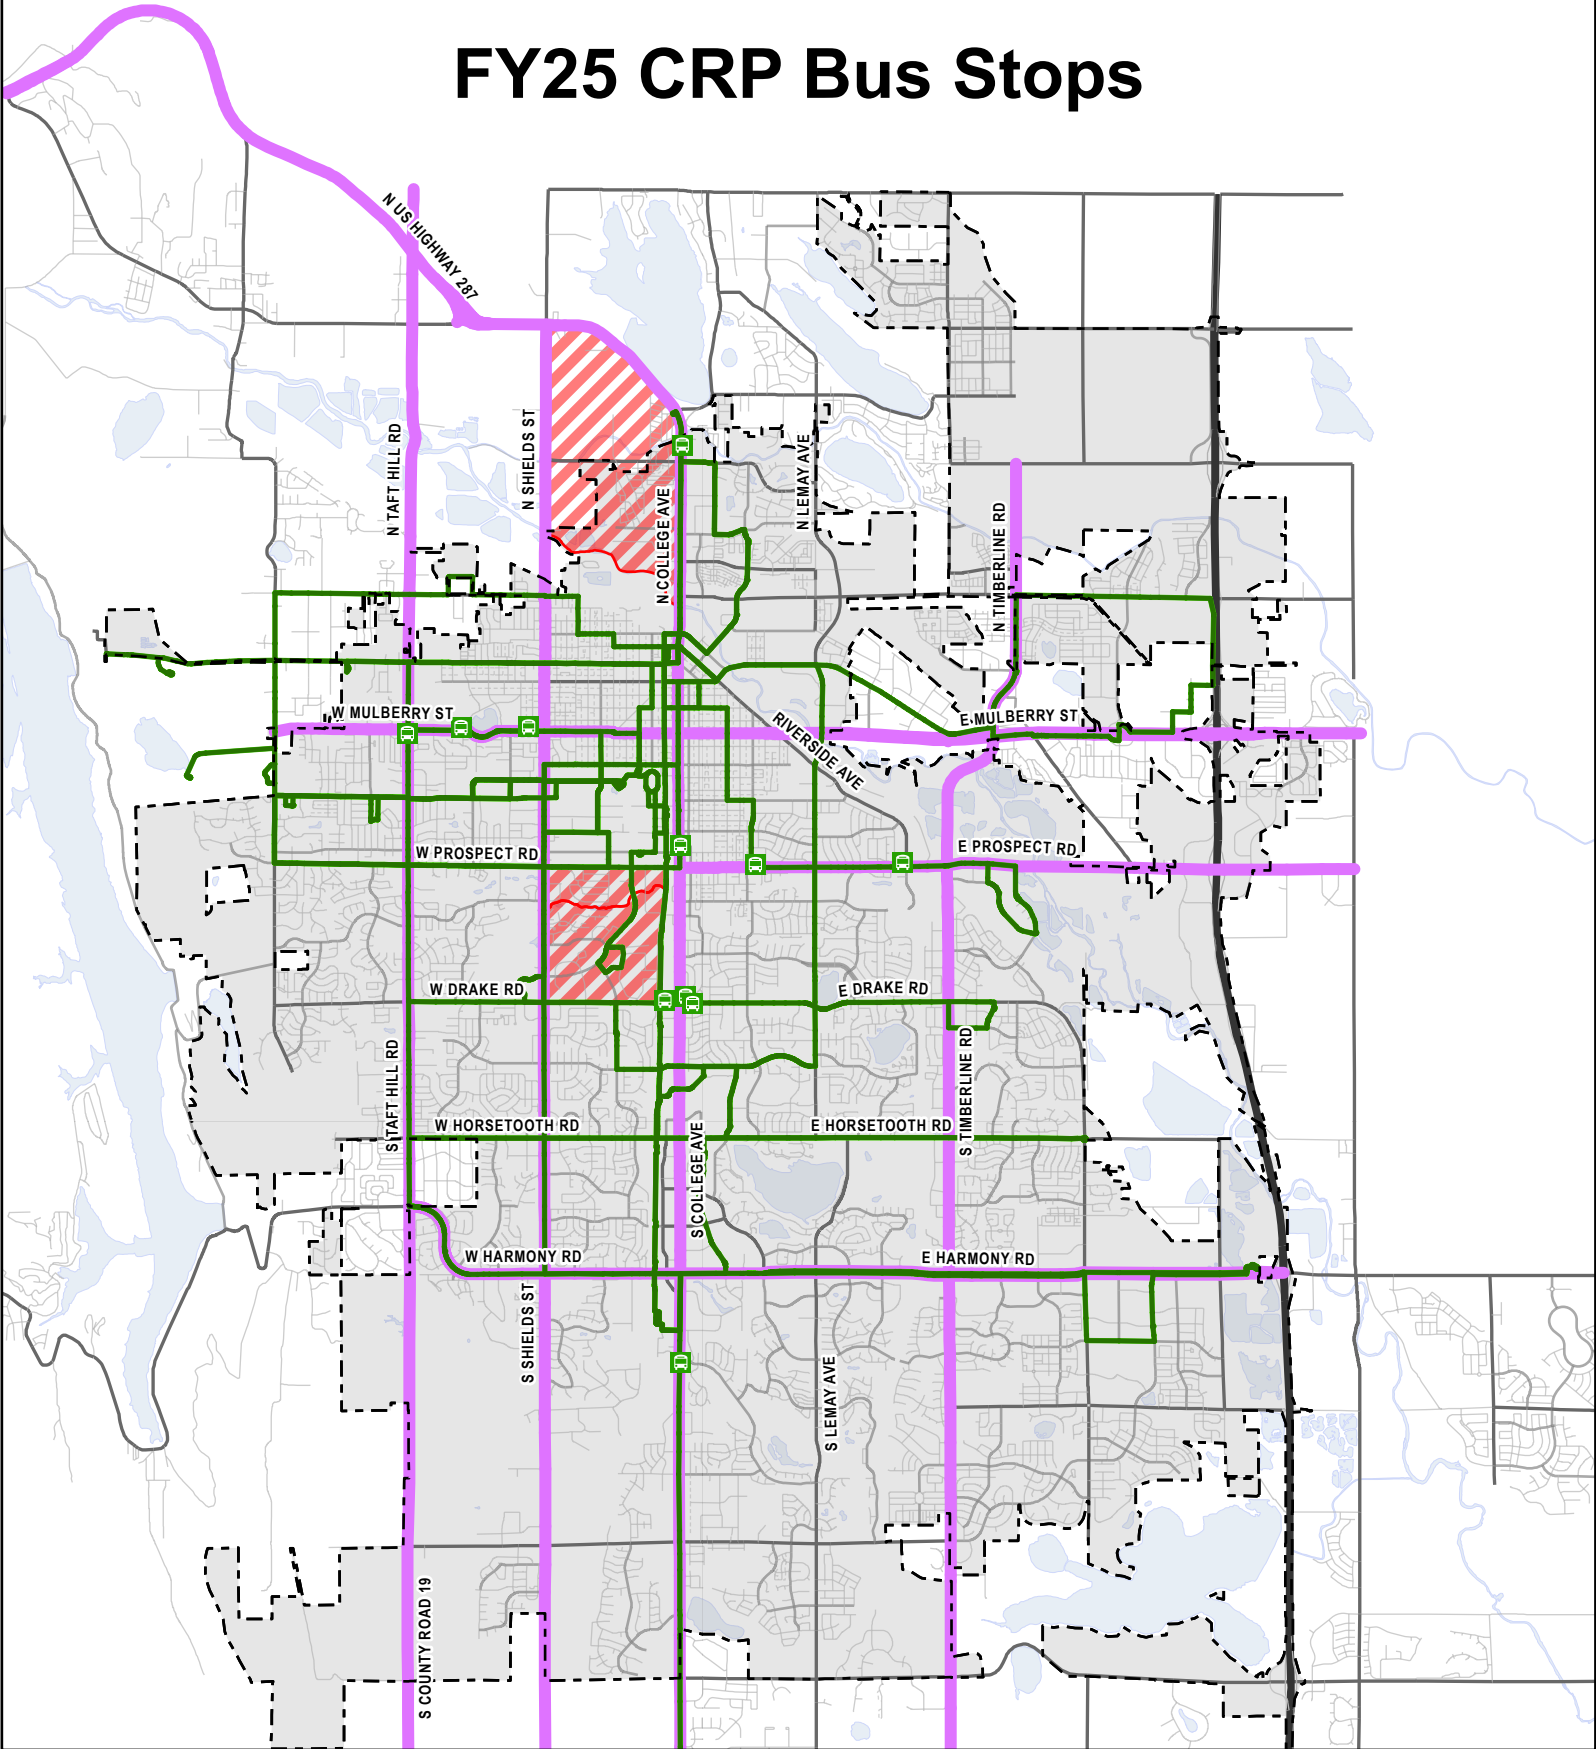 FY25 CRP Bus Stops
N US HIGHWAY 287
N TAFT HILL RD
N SHIELDS ST
N COLLEGE AVE
N LEMAY AVE
N TIMBERLINE RD
W MULBERRY ST
E MULBERRY ST
RIVERSIDE AVE
W PROSPECT RD
E PROSPECT RD
W DRAKE RD
E DRAKE RD
S TAFT HILL RD
S TIMBERLINE RD
W HORSETOOTH RD
E HORSETOOTH RD
S COLLEGE AVE
W HARMONY RD
E HARMONY RD
S SHIELDS ST
S LEMAY AVE
S COUNTY ROAD 19